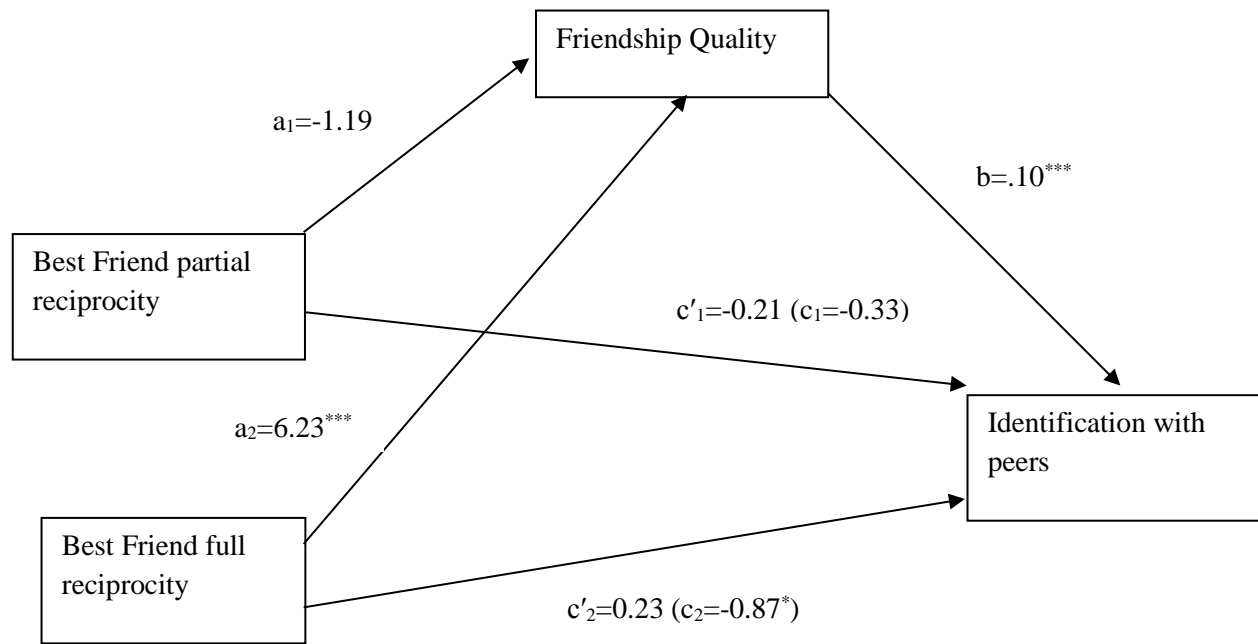 Friendship Quality
a₁=-1.19
b=.10***
Best Friend partial
reciprocity
c′₁=-0.21 (c₁=-0.33)
a₂=6.23***
Identification with
peers
Best Friend full
reciprocity
c′₂=0.23 (c₂=-0.87*)